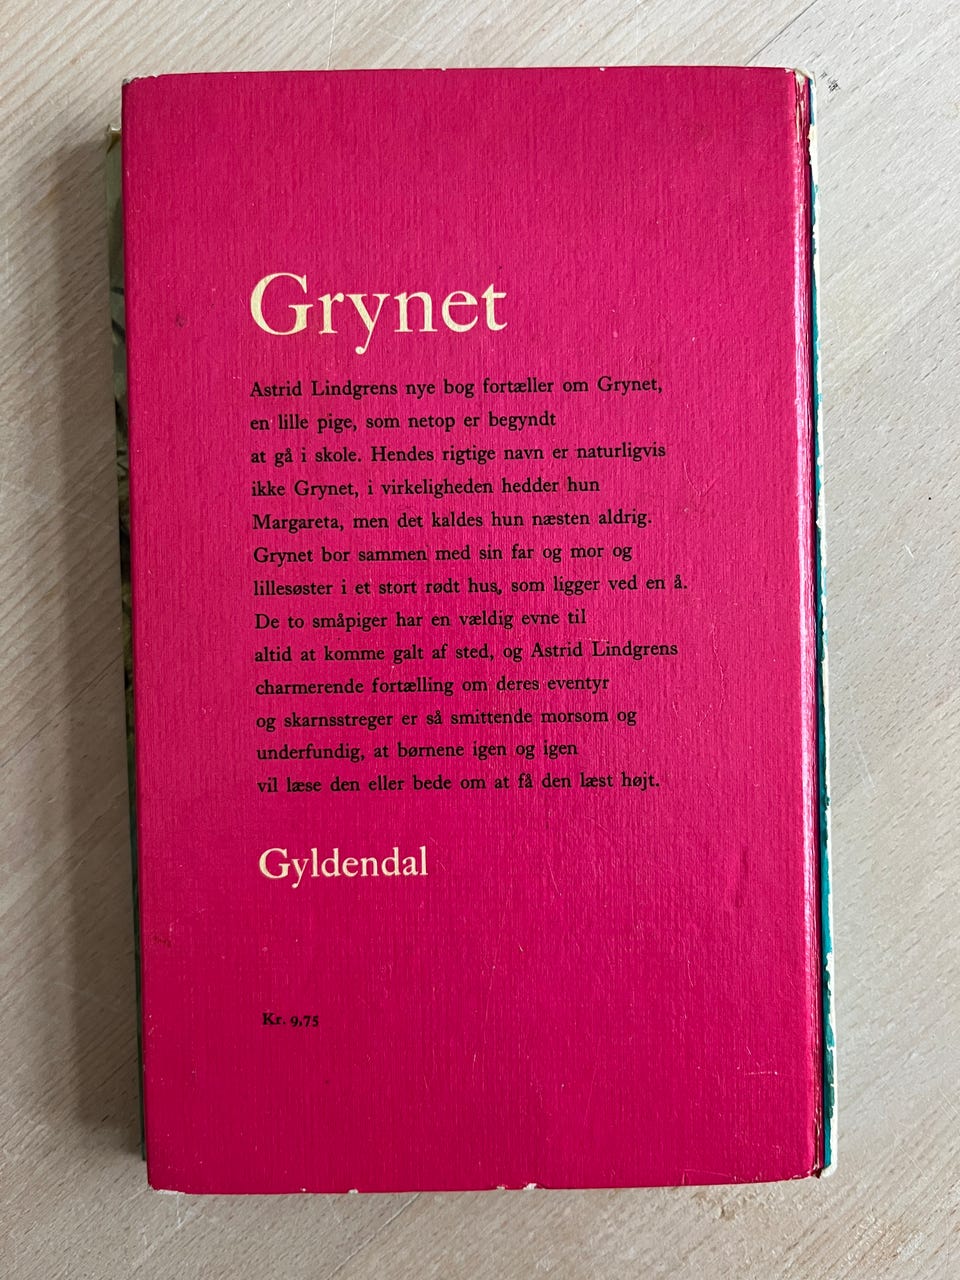 Grynet
Astrid Lindgrens nye bog fortæller om Grynet,
en lille pige, som netop er begyndt
at gå i skole. Hendes rigtige navn er naturligvis
ikke Grynet, i virkeligheden hedder hun
Margareta, men det kaldes hun næsten aldrig.
Grynet bor sammen med sin far og mor og
lillesøster i et stort rødt hus, som ligger ved en å.
De to småpiger har en vældig evne til
altid at komme galt af sted, og Astrid Lindgrens
charmerende fortælling om deres eventyr
og skarnsstreger er så smittende morsom og
underfundig, at børnene igen og igen
vil læse den eller bede om at få den læst højt.
Gyldendal
Kr. 9,75